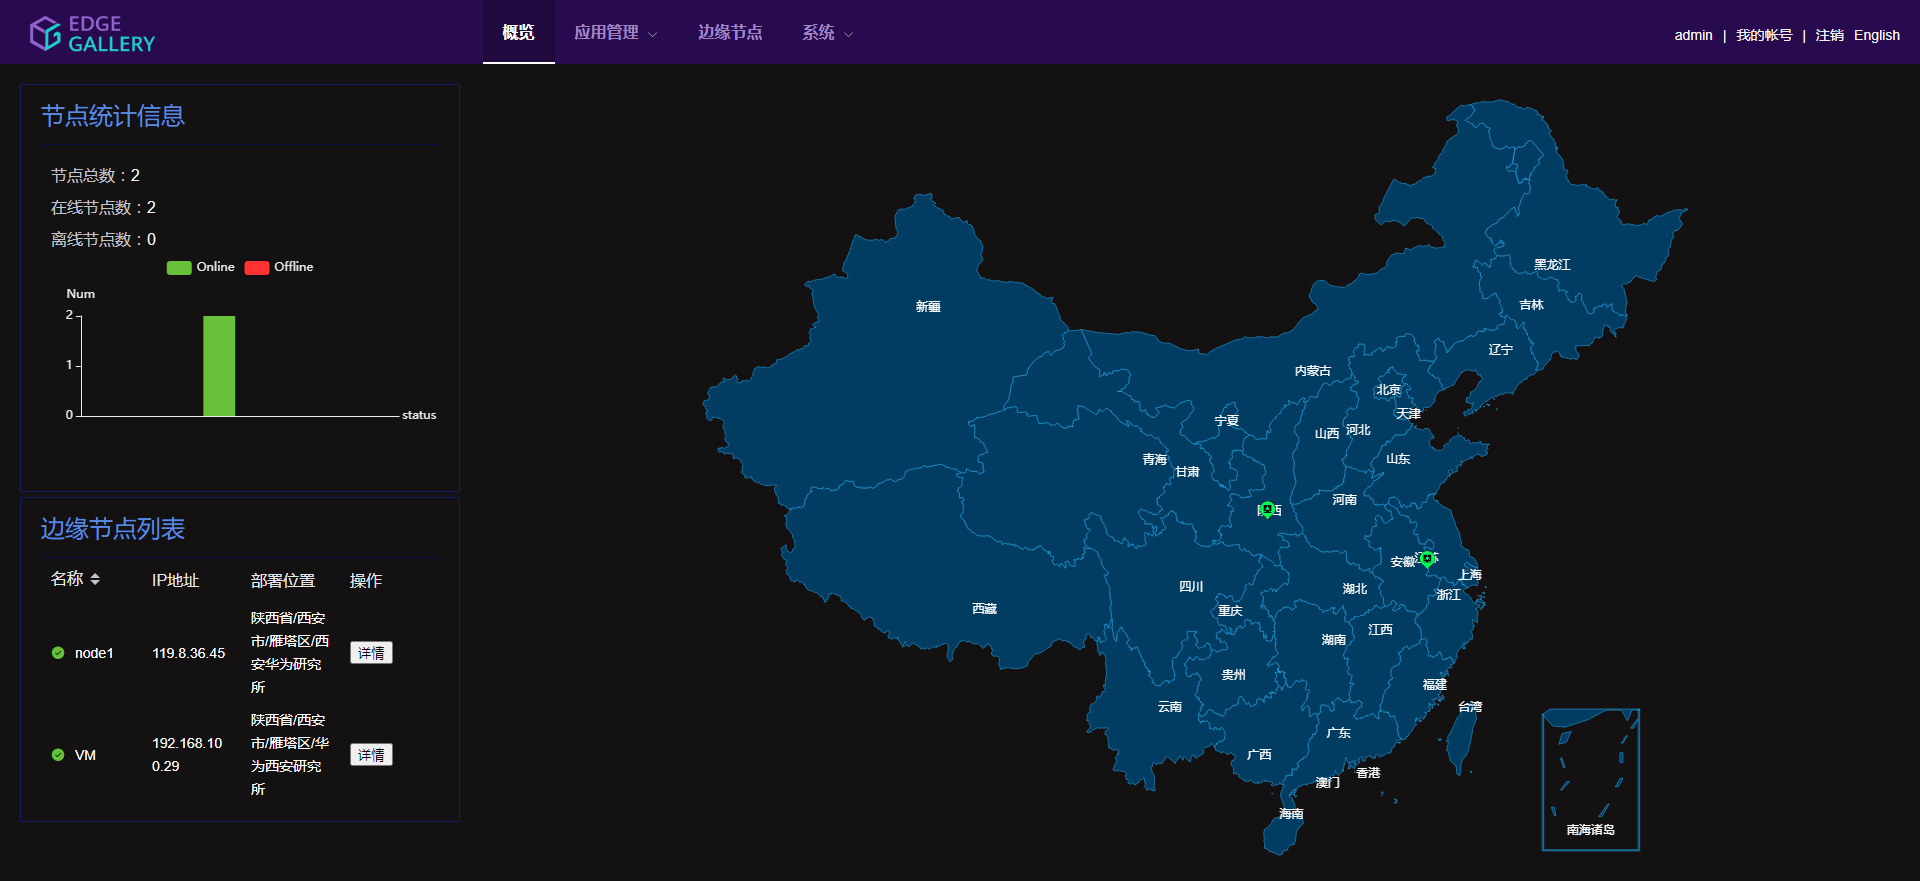 EDGE
GALLERY
概览
应用管理
边缘节点
系统
admin | 我的帐号 | 注销 English
节点统计信息
节点总数：2
在线节点数：2
离线节点数：0
Online Offline
Num
2
1
0
status
边缘节点列表
名称 IP地址 部署位置 操作
node1
119.8.36.45
陕西省/西安
市/雁塔区/西
安华为研究
所
详情
VM
192.168.10
0.29
陕西省/西安
市/雁塔区/华
为西安研究
所
详情
黑龙江
吉林
新疆
辽宁
内蒙古
北京
天津
宁夏
山西
河北
青海
甘肃
山东
河南
陕西
安徽
江苏
上海
四川
湖北
浙江
西藏
重庆
江西
湖南
贵州
福建
云南
台湾
广东
广西
香港
澳门
海南
南海诸岛